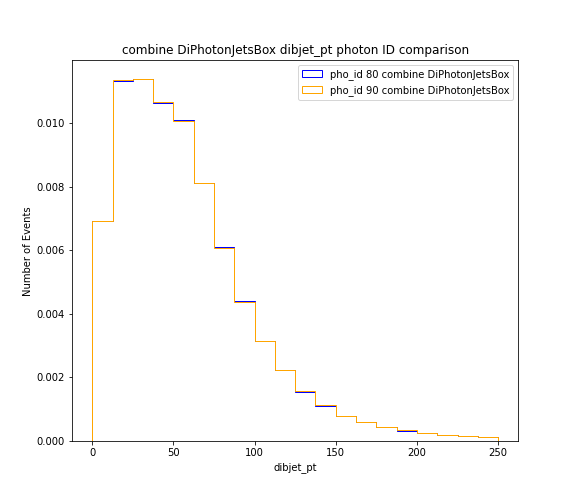 combine DiPhotonJetsBox dibjet_pt photon ID comparison
pho_id 80 combine DiPhotonJetsBox
pho_id 90 combine DiPhotonJetsBox
Number of Events
0.010
0.008
0.006
0.004
0.002
0.000
0 50 100 150 200 250
dibjet_pt